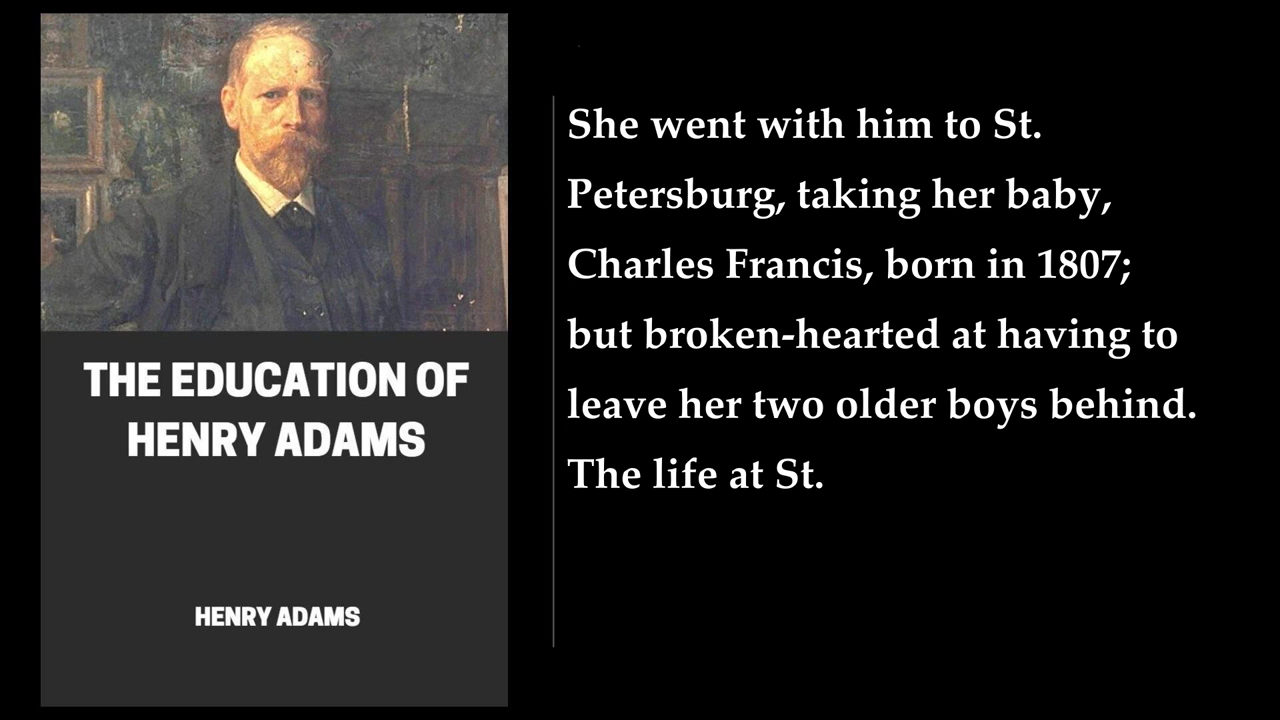 THE EDUCATION OF
HENRY ADAMS
HENRY ADAMS
She went with him to St.
Petersburg, taking her baby,
Charles Francis, born in 1807;
but broken-hearted at having to
leave her two older boys behind.
The life at St.